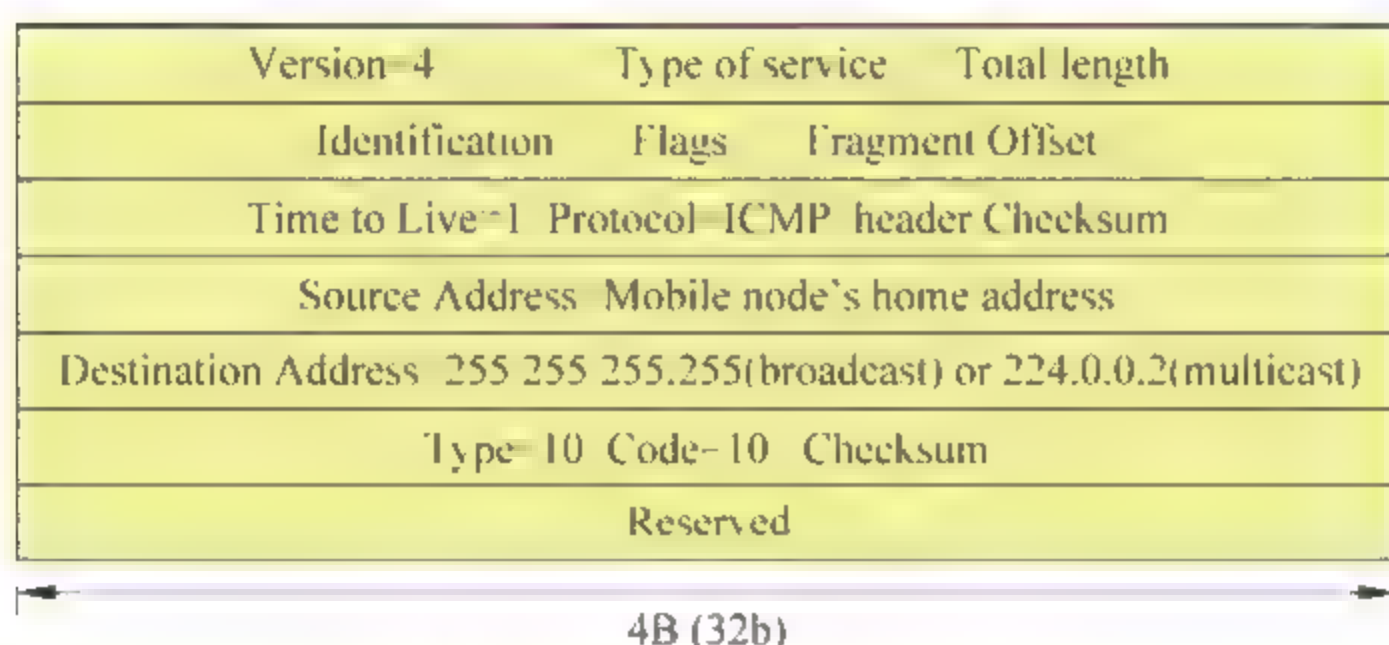 Version=4 Type of service Total length
Identification Flags Fragment Offset
Time to Live=1 Protocol=ICMP header Checksum
Source Address Mobile node's home address
Destination Address 255 255 255.255(broadcast) or 224.0.0.2(multicast)
Type=10 Code=10 Checksum
Reserved
4B (32b)